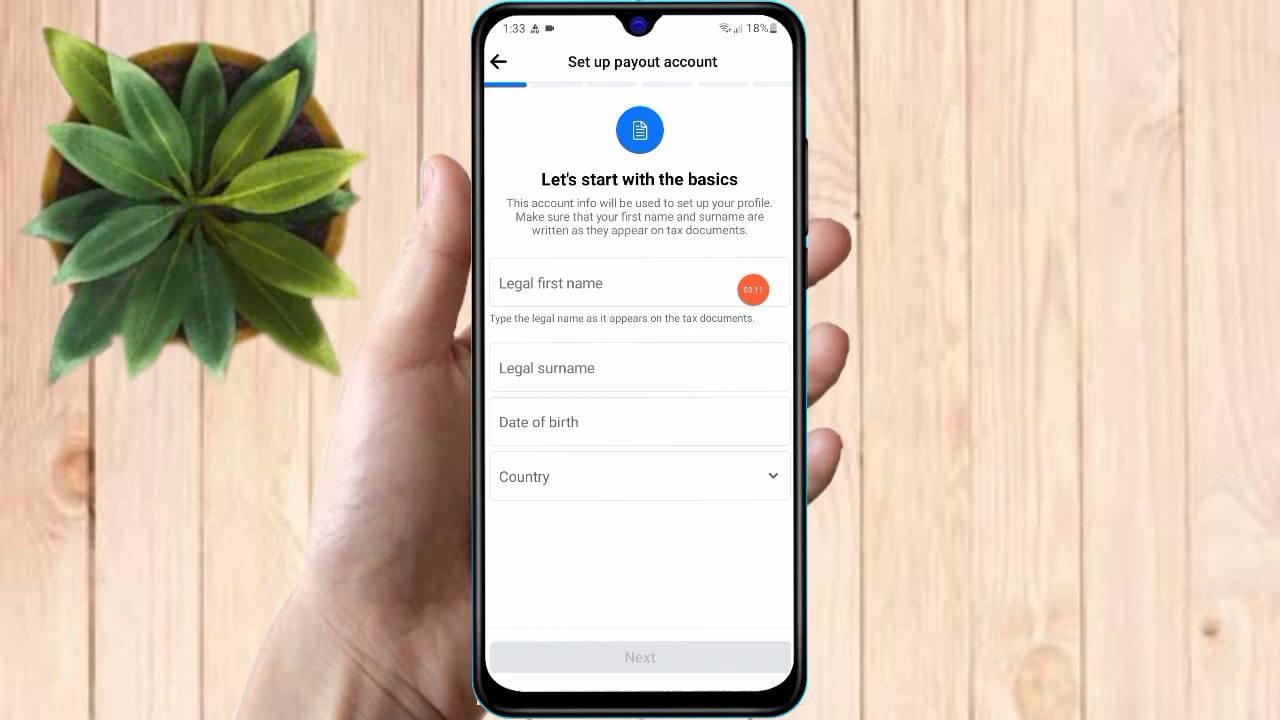 1:33 18%
Set up payout account
Let's start with the basics
This account info will be used to set up your profile.
Make sure that your first name and surname are
written as they appear on tax documents.
Legal first name
03:11
Type the legal name as it appears on the tax documents.
Legal surname
Date of birth
Country
Next